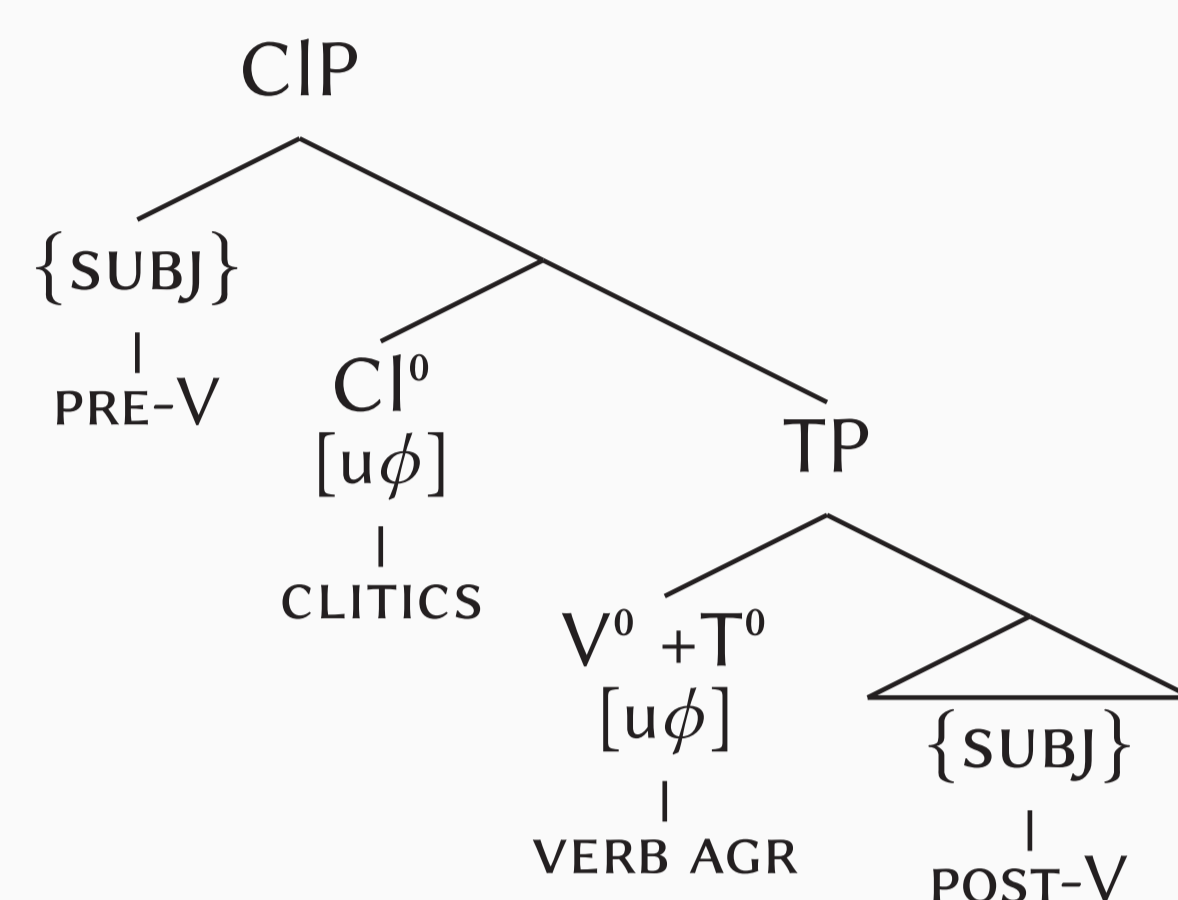 ClP
{SUBJ}
PRE-V
Cl⁰
[uϕ]
CLITICS
TP
V⁰ +T⁰
[uϕ]
VERB AGR
{SUBJ}
POST-V